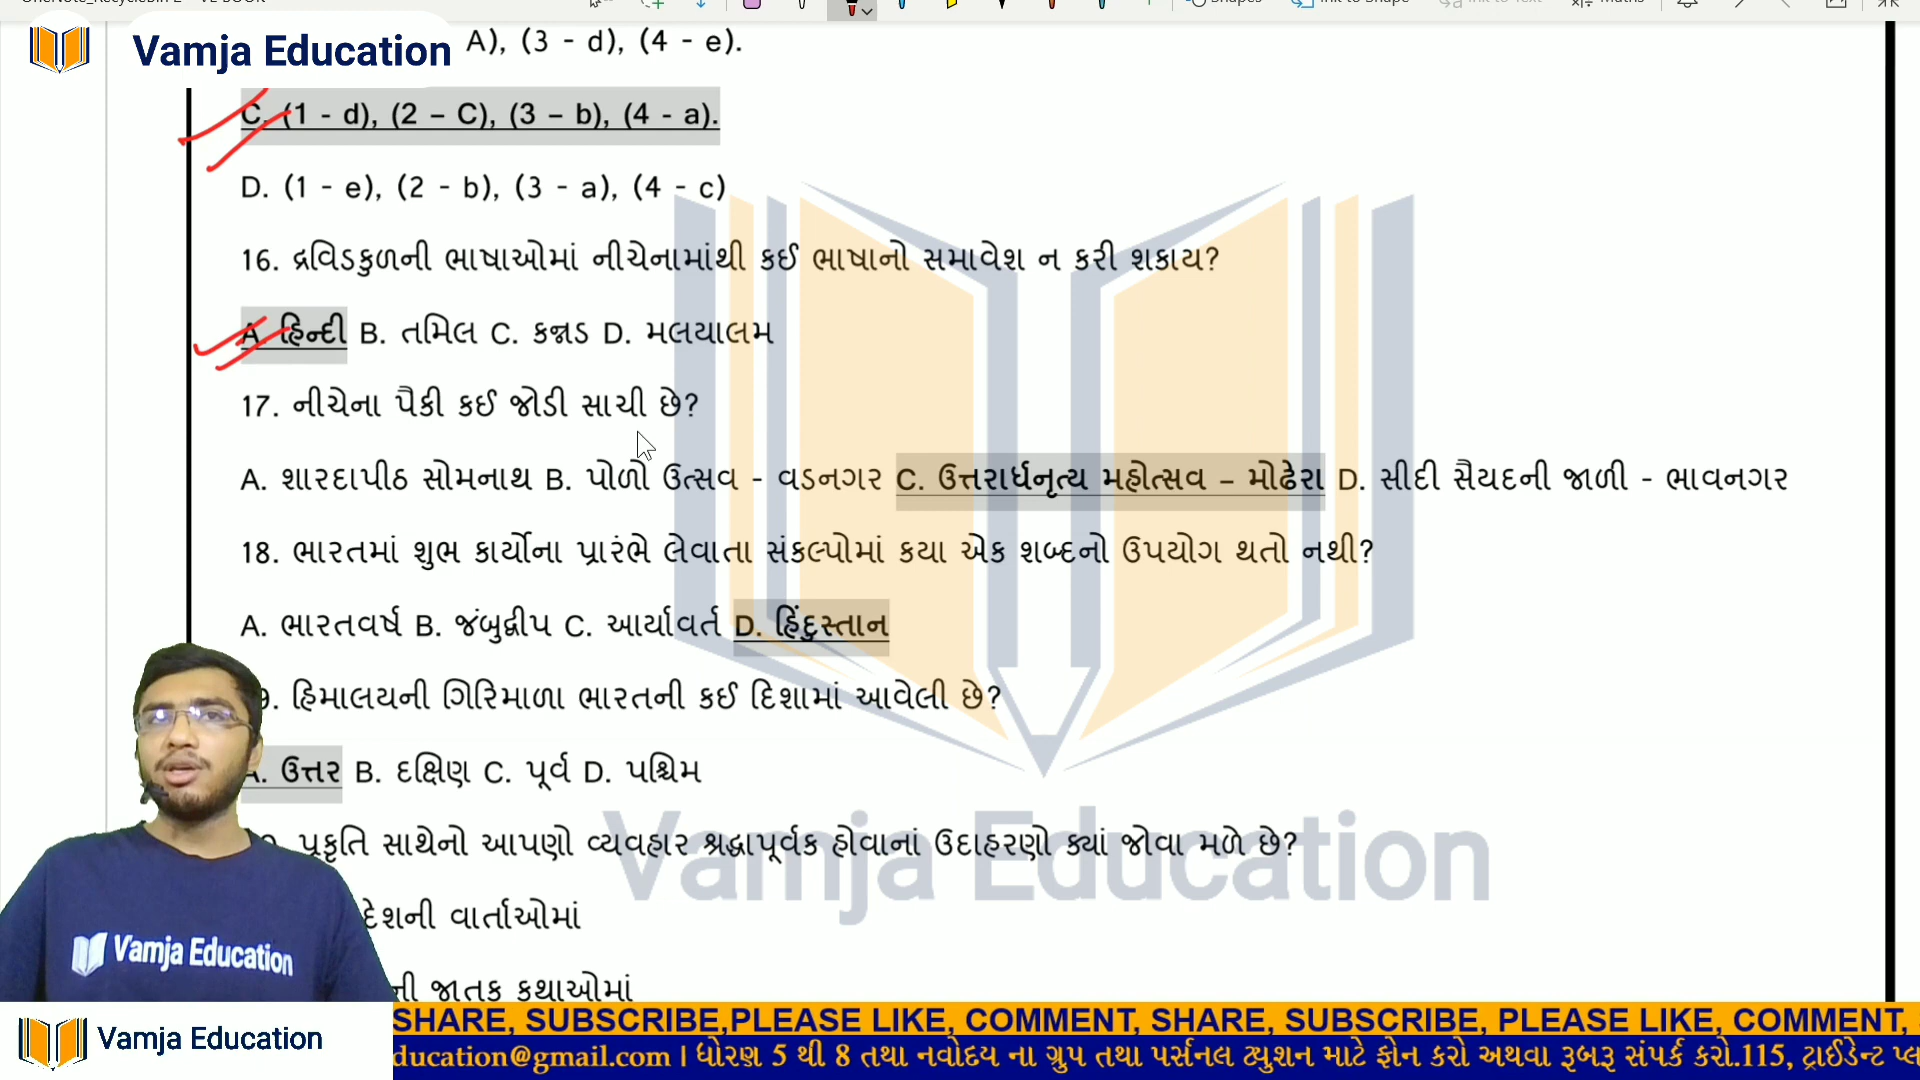 Vamja Education A), (3 - d), (4 - e).
C. (1 - d), (2 – C), (3 – b), (4 - a).
D. (1 - e), (2 - b), (3 - a), (4 - c)
16. દ્રવિડકુળની ભાષાઓમાં નીચેનામાંથી કઈ ભાષાનો સમાવેશ ન કરી શકાય?
A. હિન્દી B. તમિલ C. કન્નડ D. મલયાલમ
17. નીચેના પૈકી કઈ જોડી સાચી છે?
A. શારદાપીઠ સોમનાથ B. પોળો ઉત્સવ - વડનગર C. ઉત્તરાર્ધનૃત્ય મહોત્સવ – મોઢેરા D. સીદી સૈયદની જાળી - ભાવનગર
18. ભારતમાં શુભ કાર્યોના પ્રારંભે લેવાતા સંકલ્પોમાં કયા એક શબ્દનો ઉપયોગ થતો નથી?
A. ભારતવર્ષ B. જંબુદ્વીપ C. આર્યાવર્ત D. હિંદુસ્તાન
9. હિમાલયની ગિરિમાળા ભારતની કઈ દિશામાં આવેલી છે?
A. ઉત્તર B. દક્ષિણ C. પૂર્વ D. પશ્ચિમ
પ્રકૃતિ સાથેનો આપણો વ્યવહાર શ્રદ્ધાપૂર્વક હોવાનાં ઉદાહરણો ક્યાં જોવા મળે છે?
Vamja Education
દેશની વાર્તાઓમાં
Vamja Education
ની જાતક કથાઓમાં
SHARE, SUBSCRIBE,PLEASE LIKE, COMMENT, SHARE, SUBSCRIBE, PLEASE LIKE, COMMENT,
Vamja Education
ducation@gmail.com | ધોરણ 5 થી 8 તથા નવોદય ના ગ્રુપ તથા પર્સનલ ટ્યુશન માટે ફોન કરો અથવા રૂબરૂ સંપર્ક કરો.115, ટ્રાઈડેન્ટ પ્લ